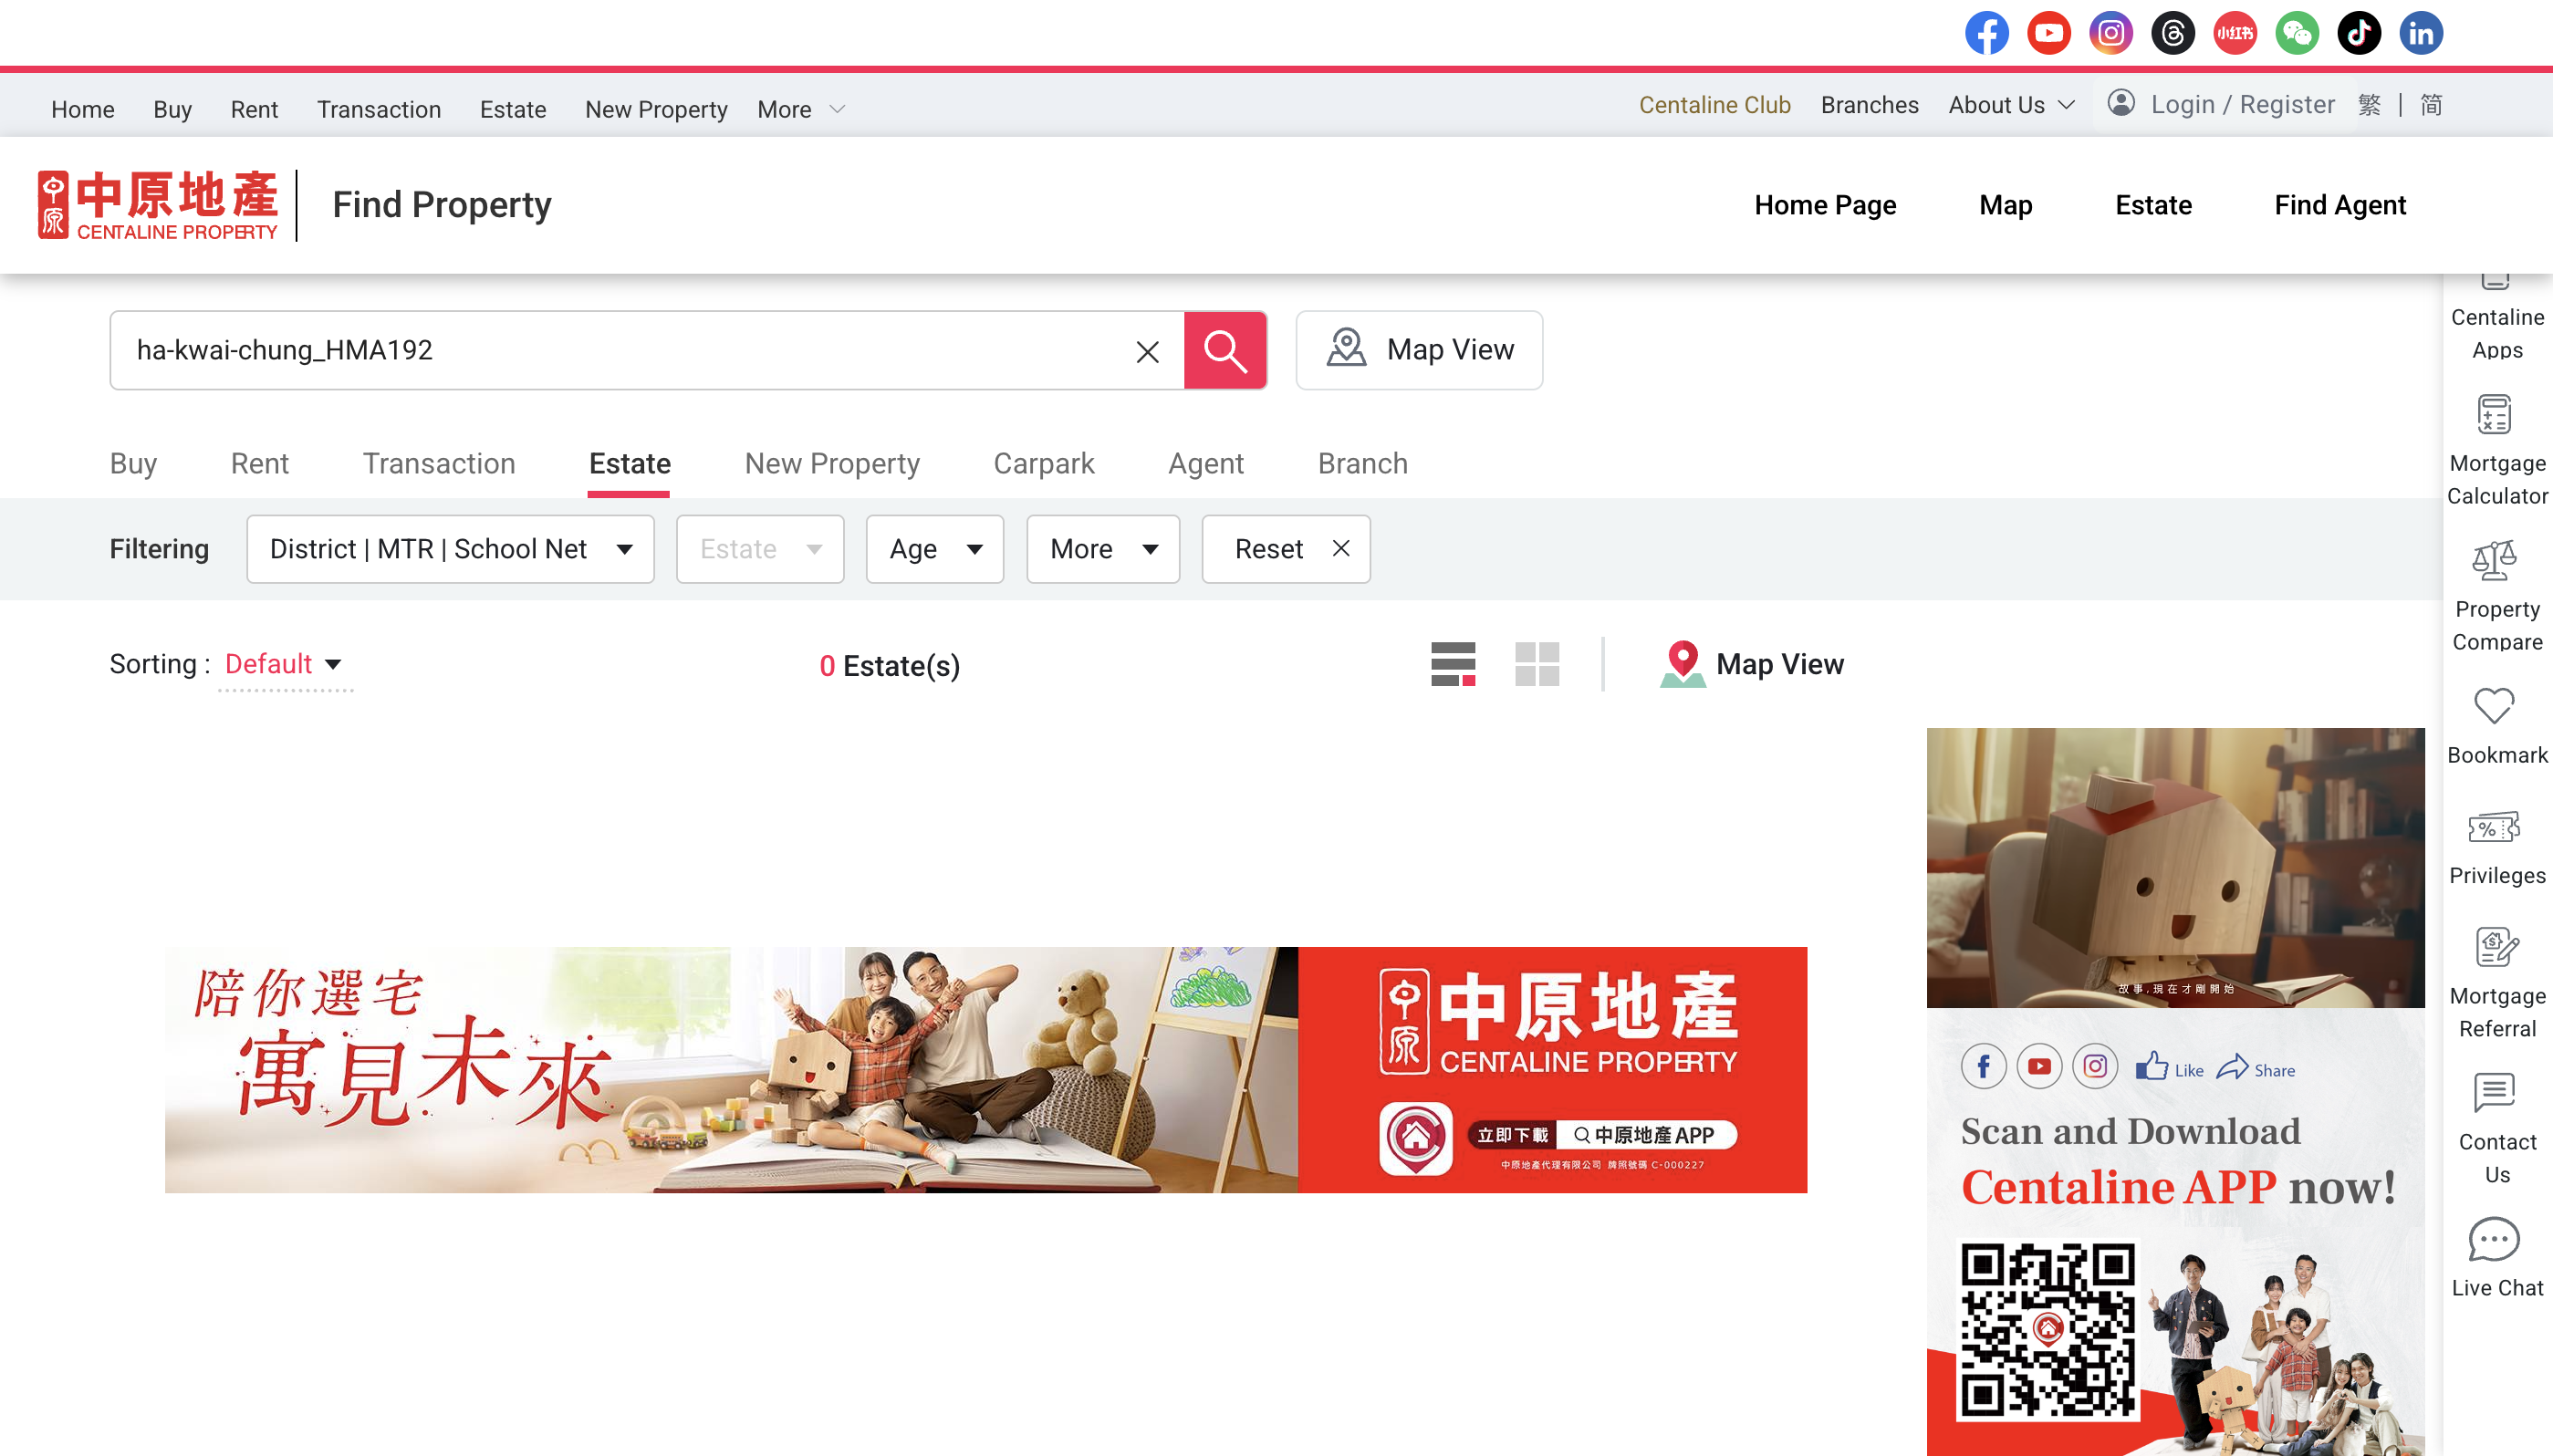 小红书
Home Buy Rent Transaction Estate New Property More
Centaline Club Branches About Us Login / Register 繁 | 简
中原 中原地產
CENTALINE PROPERTY
Find Property
Home Page Map Estate Find Agent
ha-kwai-chung_HMA192
Map View
Buy Rent Transaction Estate New Property Carpark Agent Branch
Filtering District | MTR | School Net Estate Age More Reset
Sorting : Default 0 Estate(s) Map View
陪你選宅
寓見未來
中原 中原地產
CENTALINE PROPERTY
立即下載 中原地產 APP
中原地產代理有限公司 牌照號碼 C-000227
故事,現在才剛開始
Like Share
Scan and Download
Centaline APP now!
Centaline
Apps
Mortgage
Calculator
Property
Compare
Bookmark
Privileges
Mortgage
Referral
Contact
Us
Live Chat